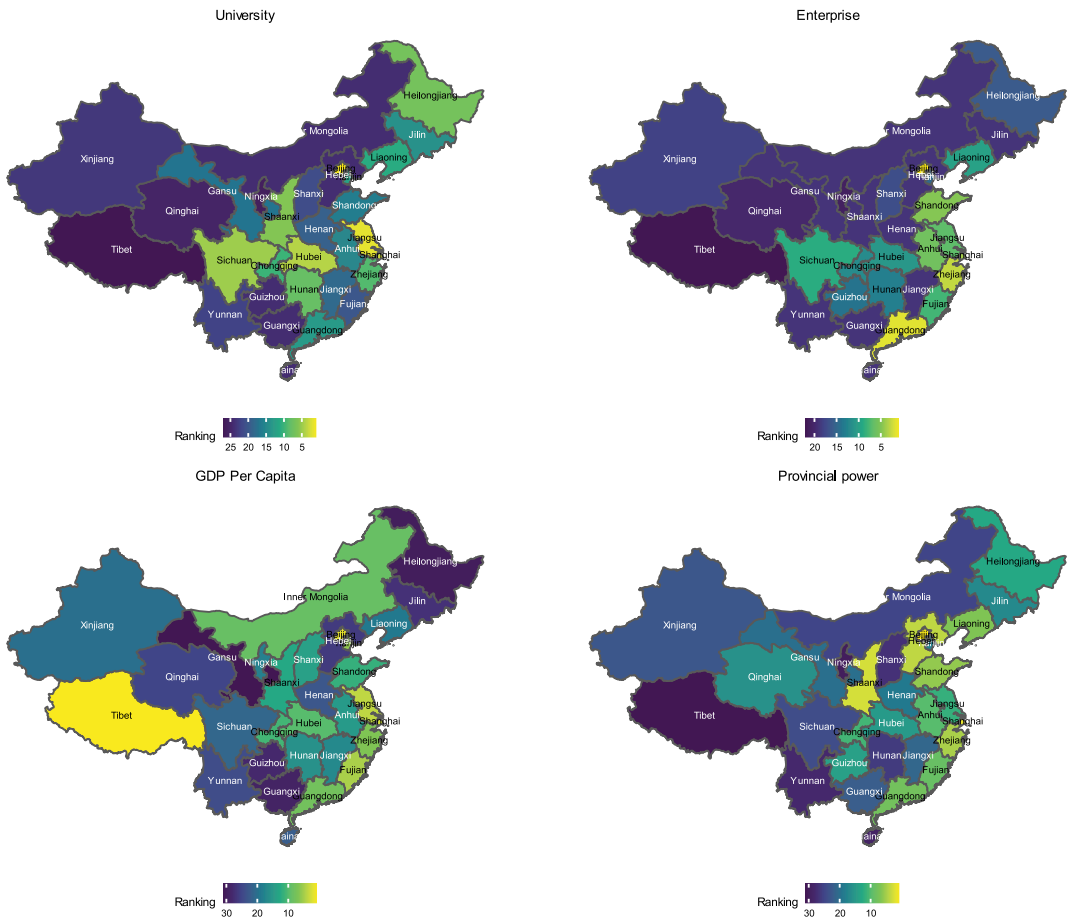 University
Heilongjiang
Mongolia
Jilin
Xinjiang
Beijing
Liaoning
Hebei
Gansu
Ningxia
Shanxi
Qinghai
Shandong
Shaanxi
Henan
Jiangsu
Tibet
Anhui
Shanghai
Sichuan
Hubei
Chongqing
Zhejiang
Hunan
Jiangxi
Guizhou
Fujian
Yunnan
Guangxi
Guangdong
Ranking
25 20 15 10 5
Enterprise
Heilongjiang
Mongolia
Jilin
Xinjiang
Beijing
Liaoning
Gansu
Ningxia
Shanxi
Qinghai
Shandong
Shaanxi
Henan
Jiangsu
Tibet
Anhui
Shanghai
Sichuan
Hubei
Chongqing
Zhejiang
Hunan
Jiangxi
Guizhou
Fujian
Yunnan
Guangxi
Guangdong
Ranking
20 15 10 5
GDP Per Capita
Heilongjiang
Inner Mongolia
Jilin
Xinjiang
Beijing
Liaoning
Hebei
Gansu
Ningxia
Shanxi
Qinghai
Shandong
Shaanxi
Henan
Jiangsu
Tibet
Anhui
Shanghai
Sichuan
Hubei
Chongqing
Zhejiang
Hunan
Jiangxi
Guizhou
Fujian
Yunnan
Guangxi
Guangdong
Ranking
30 20 10
Provincial power
Heilongjiang
Mongolia
Jilin
Xinjiang
Beijing
Liaoning
Hebei
Gansu
Ningxia
Shanxi
Qinghai
Shandong
Shaanxi
Henan
Jiangsu
Tibet
Anhui
Shanghai
Sichuan
Hubei
Chongqing
Zhejiang
Hunan
Jiangxi
Guizhou
Fujian
Yunnan
Guangxi
Guangdong
Ranking
30 20 10